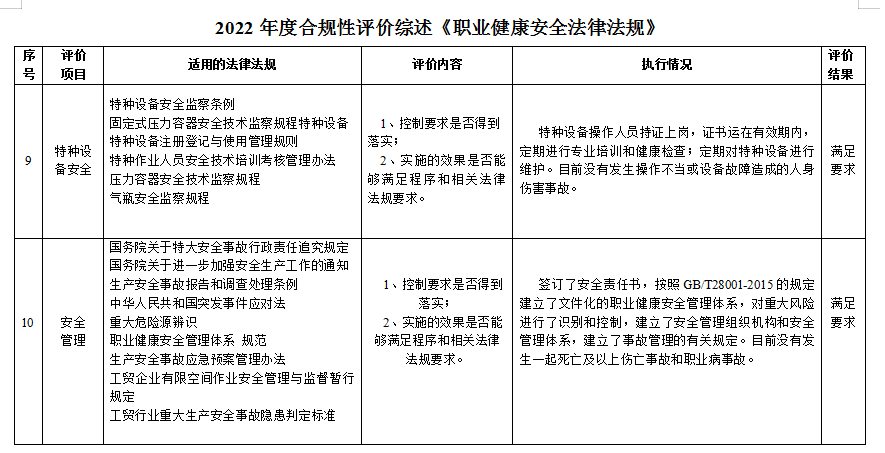 2022 年度合规性评价综述《职业健康安全法律法规》
序号
评价项目
适用的法律法规
评价内容
执行情况
评价结果
9
特种设备安全
特种设备安全监察条例
固定式压力容器安全技术监察规程特种设备
特种设备注册登记与使用管理规则
特种作业人员安全技术培训考核管理办法
压力容器安全技术监察规程
气瓶安全监察规程
1、控制要求是否得到
落实；
2、实施的效果是否能
够满足程序和相关法律
法规要求。
特种设备操作人员持证上岗，证书运在有效期内，
定期进行专业培训和健康检查；定期对特种设备进行
维护。目前没有发生操作不当或设备故障造成的人身
伤害事故。
满足
要求
10
安全
管理
国务院关于特大安全事故行政责任追究规定
国务院关于进一步加强安全生产工作的通知
生产安全事故报告和调查处理条例
中华人民共和国突发事件应对法
重大危险源辨识
职业健康安全管理体系 规范
生产安全事故应急预案管理办法
工贸企业有限空间作业安全管理与监督暂行
规定
工贸行业重大生产安全事故隐患判定标准
1、控制要求是否得到
落实；
2、实施的效果是否能
够满足程序和相关法律
法规要求。
签订了安全责任书，按照 GB/T28001-2015 的规定
建立了文件化的职业健康安全管理体系，对重大风险
进行了识别和控制，建立了安全管理组织机构和安全
管理体系，建立了事故管理的有关规定。目前没有发
生一起死亡及以上伤亡事故和职业病事故。
满足
要求